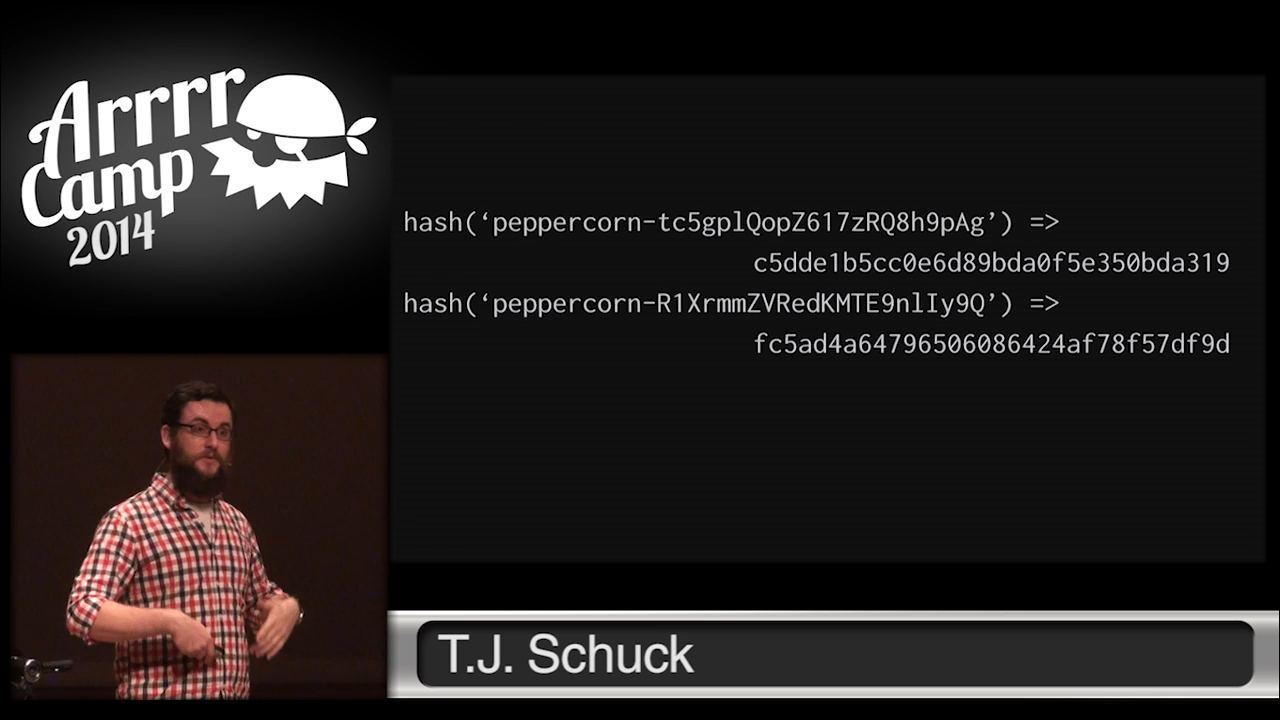 Arrrr
Camp
2014
hash(‘peppercorn-tc5gplQopZ617zRQ8h9pAg’) =>
c5dde1b5cc0e6d89bda0f5e350bda319
hash(‘peppercorn-R1XrmmZVRedKMTE9nlIy9Q’) =>
fc5ad4a64796506086424af78f57df9d
T.J. Schuck